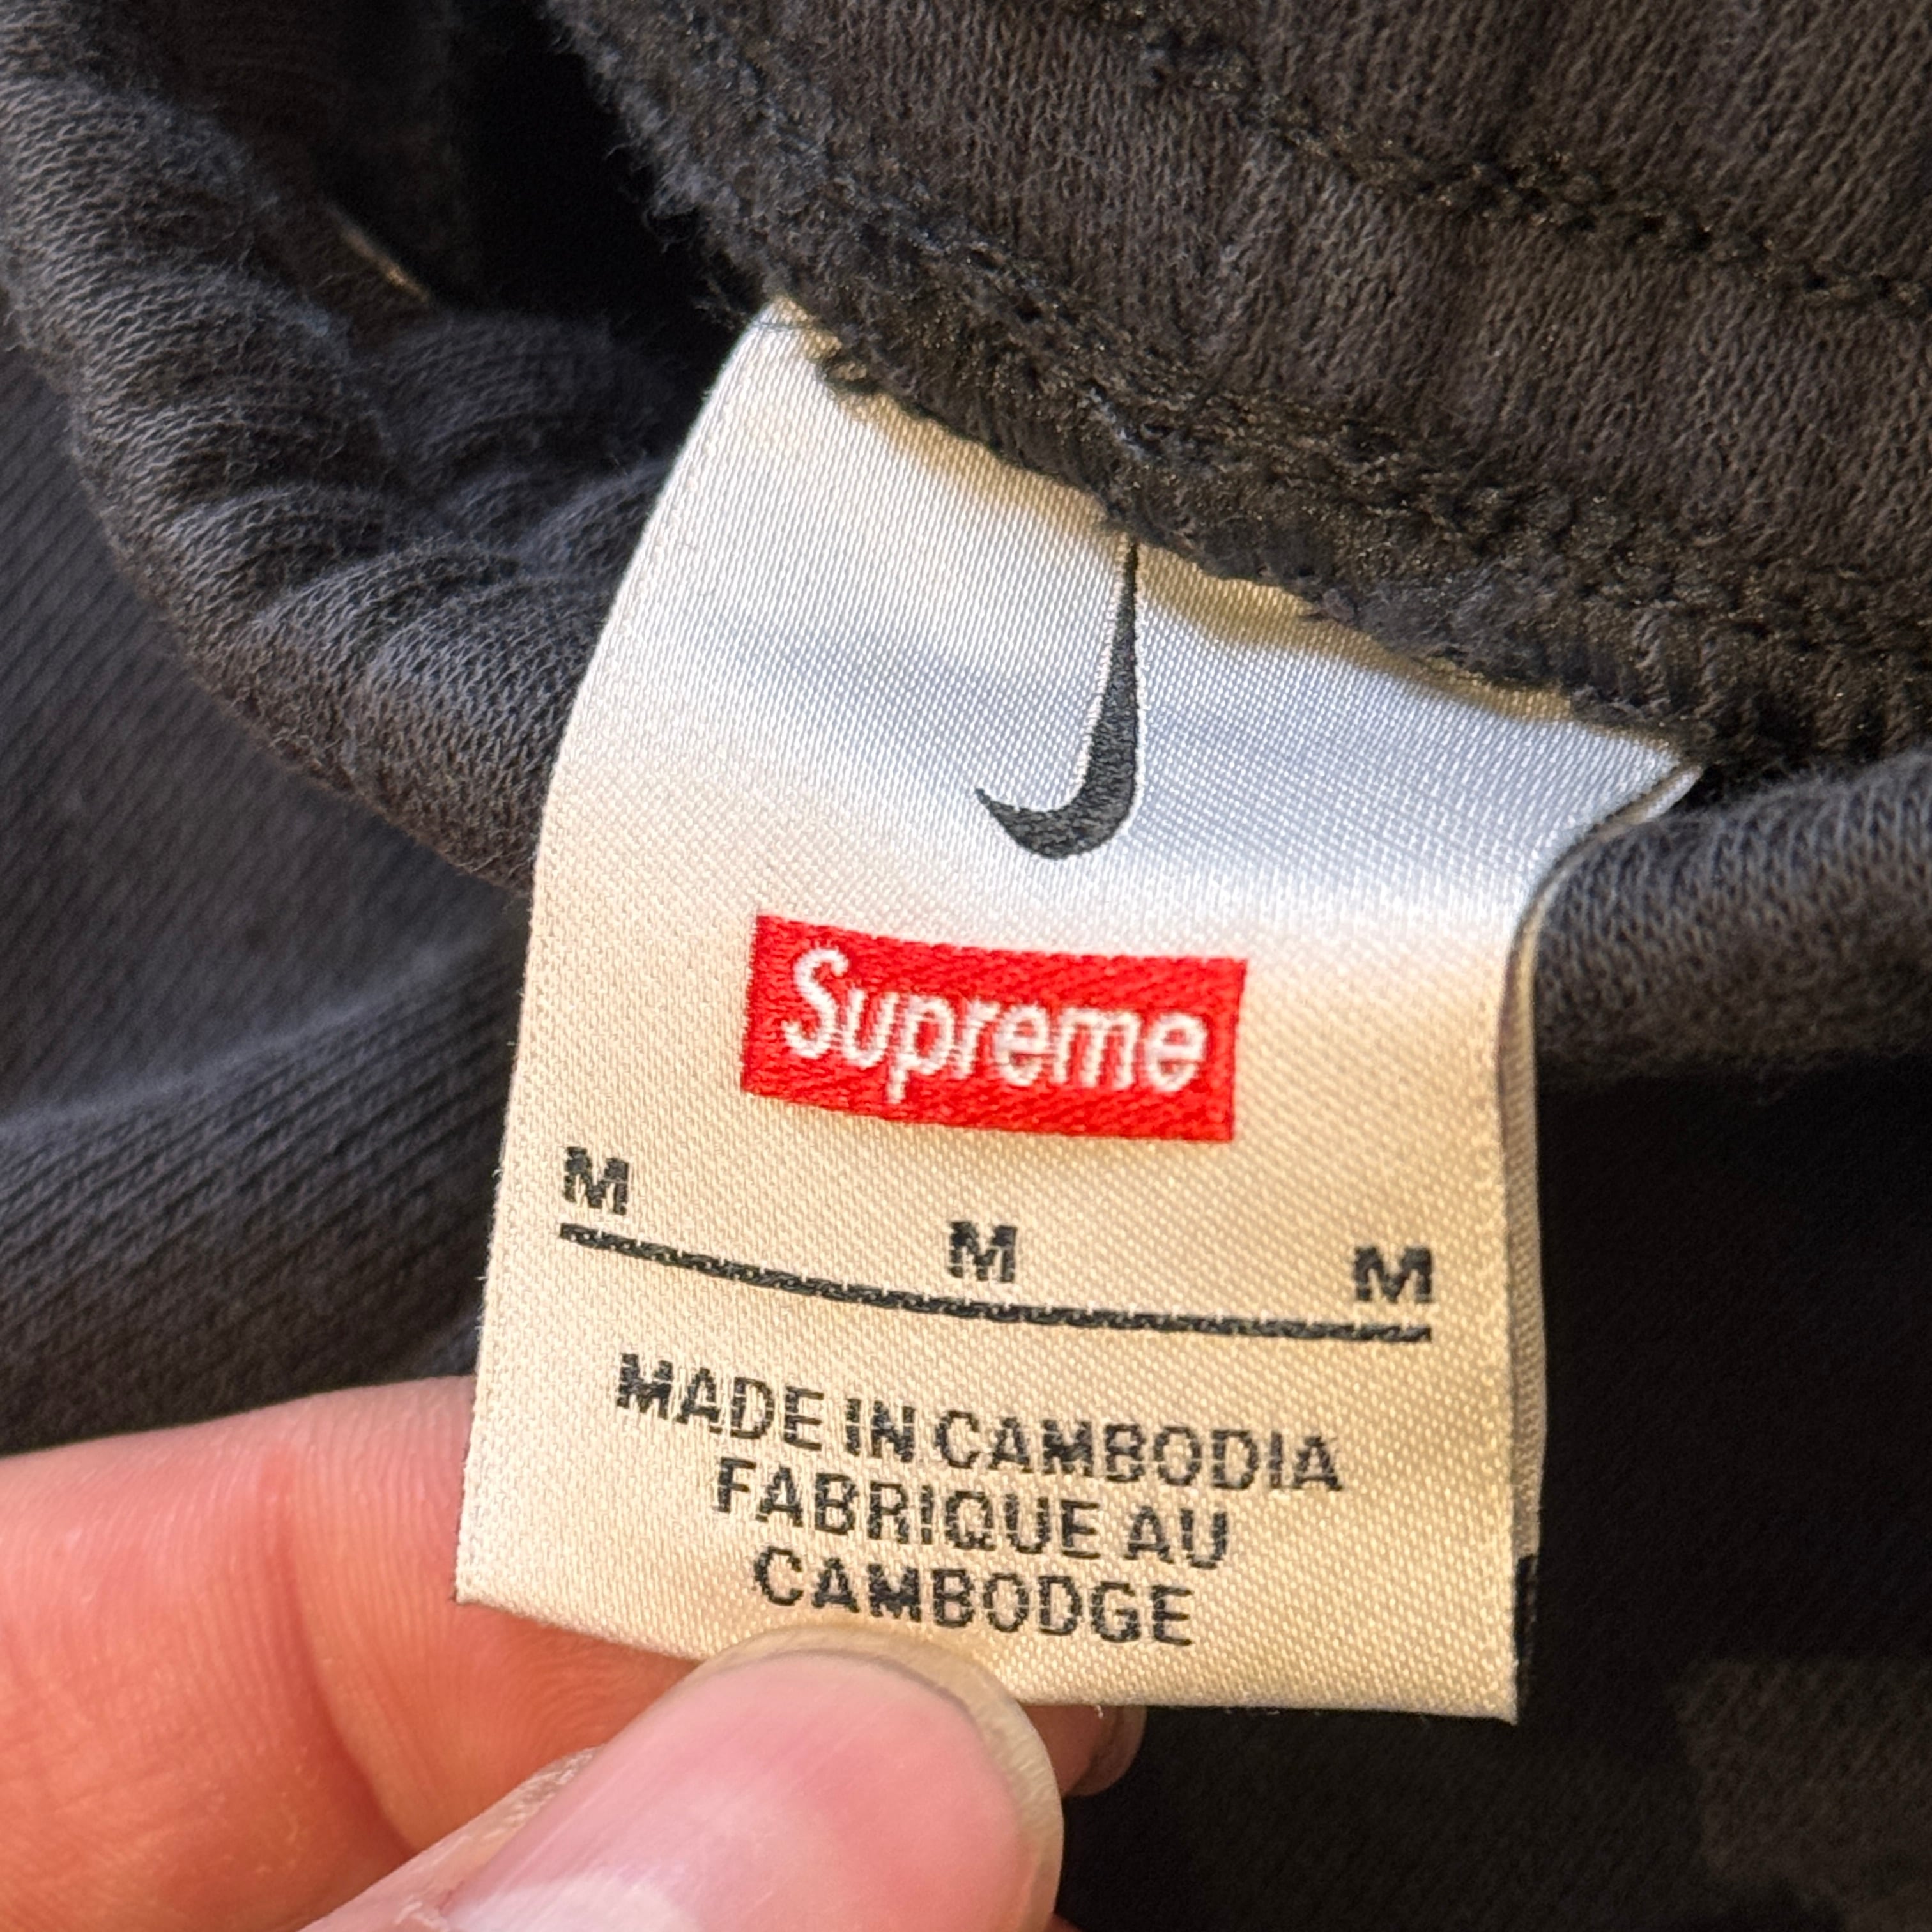 Supreme
M M M
MADE IN CAMBODIA
FABRIQUE AU
CAMBODGE